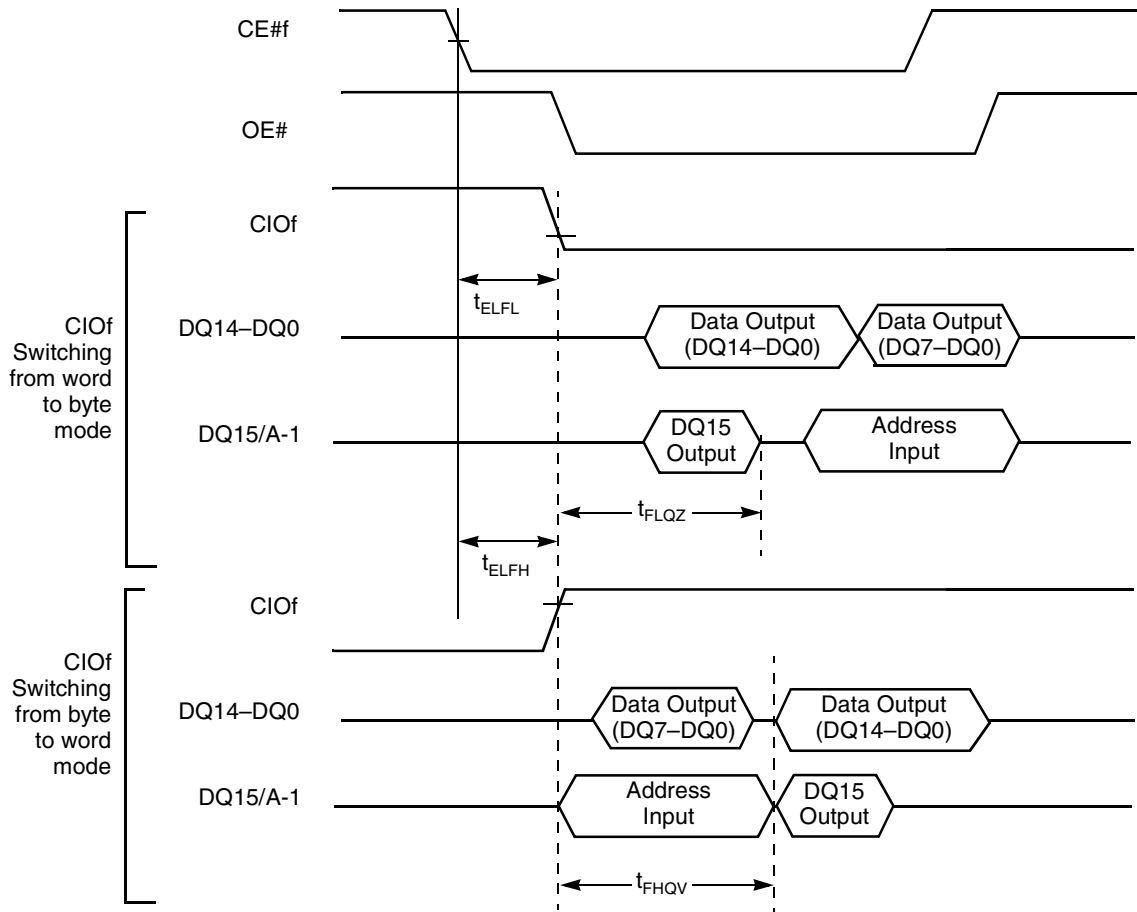 CE#f
OE#
CIOf
tELFL
CIOf
Switching
from word
to byte
mode
DQ14–DQ0
Data Output
(DQ14–DQ0)
Data Output
(DQ7–DQ0)
DQ15/A-1
DQ15
Output
Address
Input
tFLQZ
tELFH
CIOf
CIOf
Switching
from byte
to word
mode
DQ14–DQ0
Data Output
(DQ7–DQ0)
Data Output
(DQ14–DQ0)
DQ15/A-1
Address
Input
DQ15
Output
tFHQV